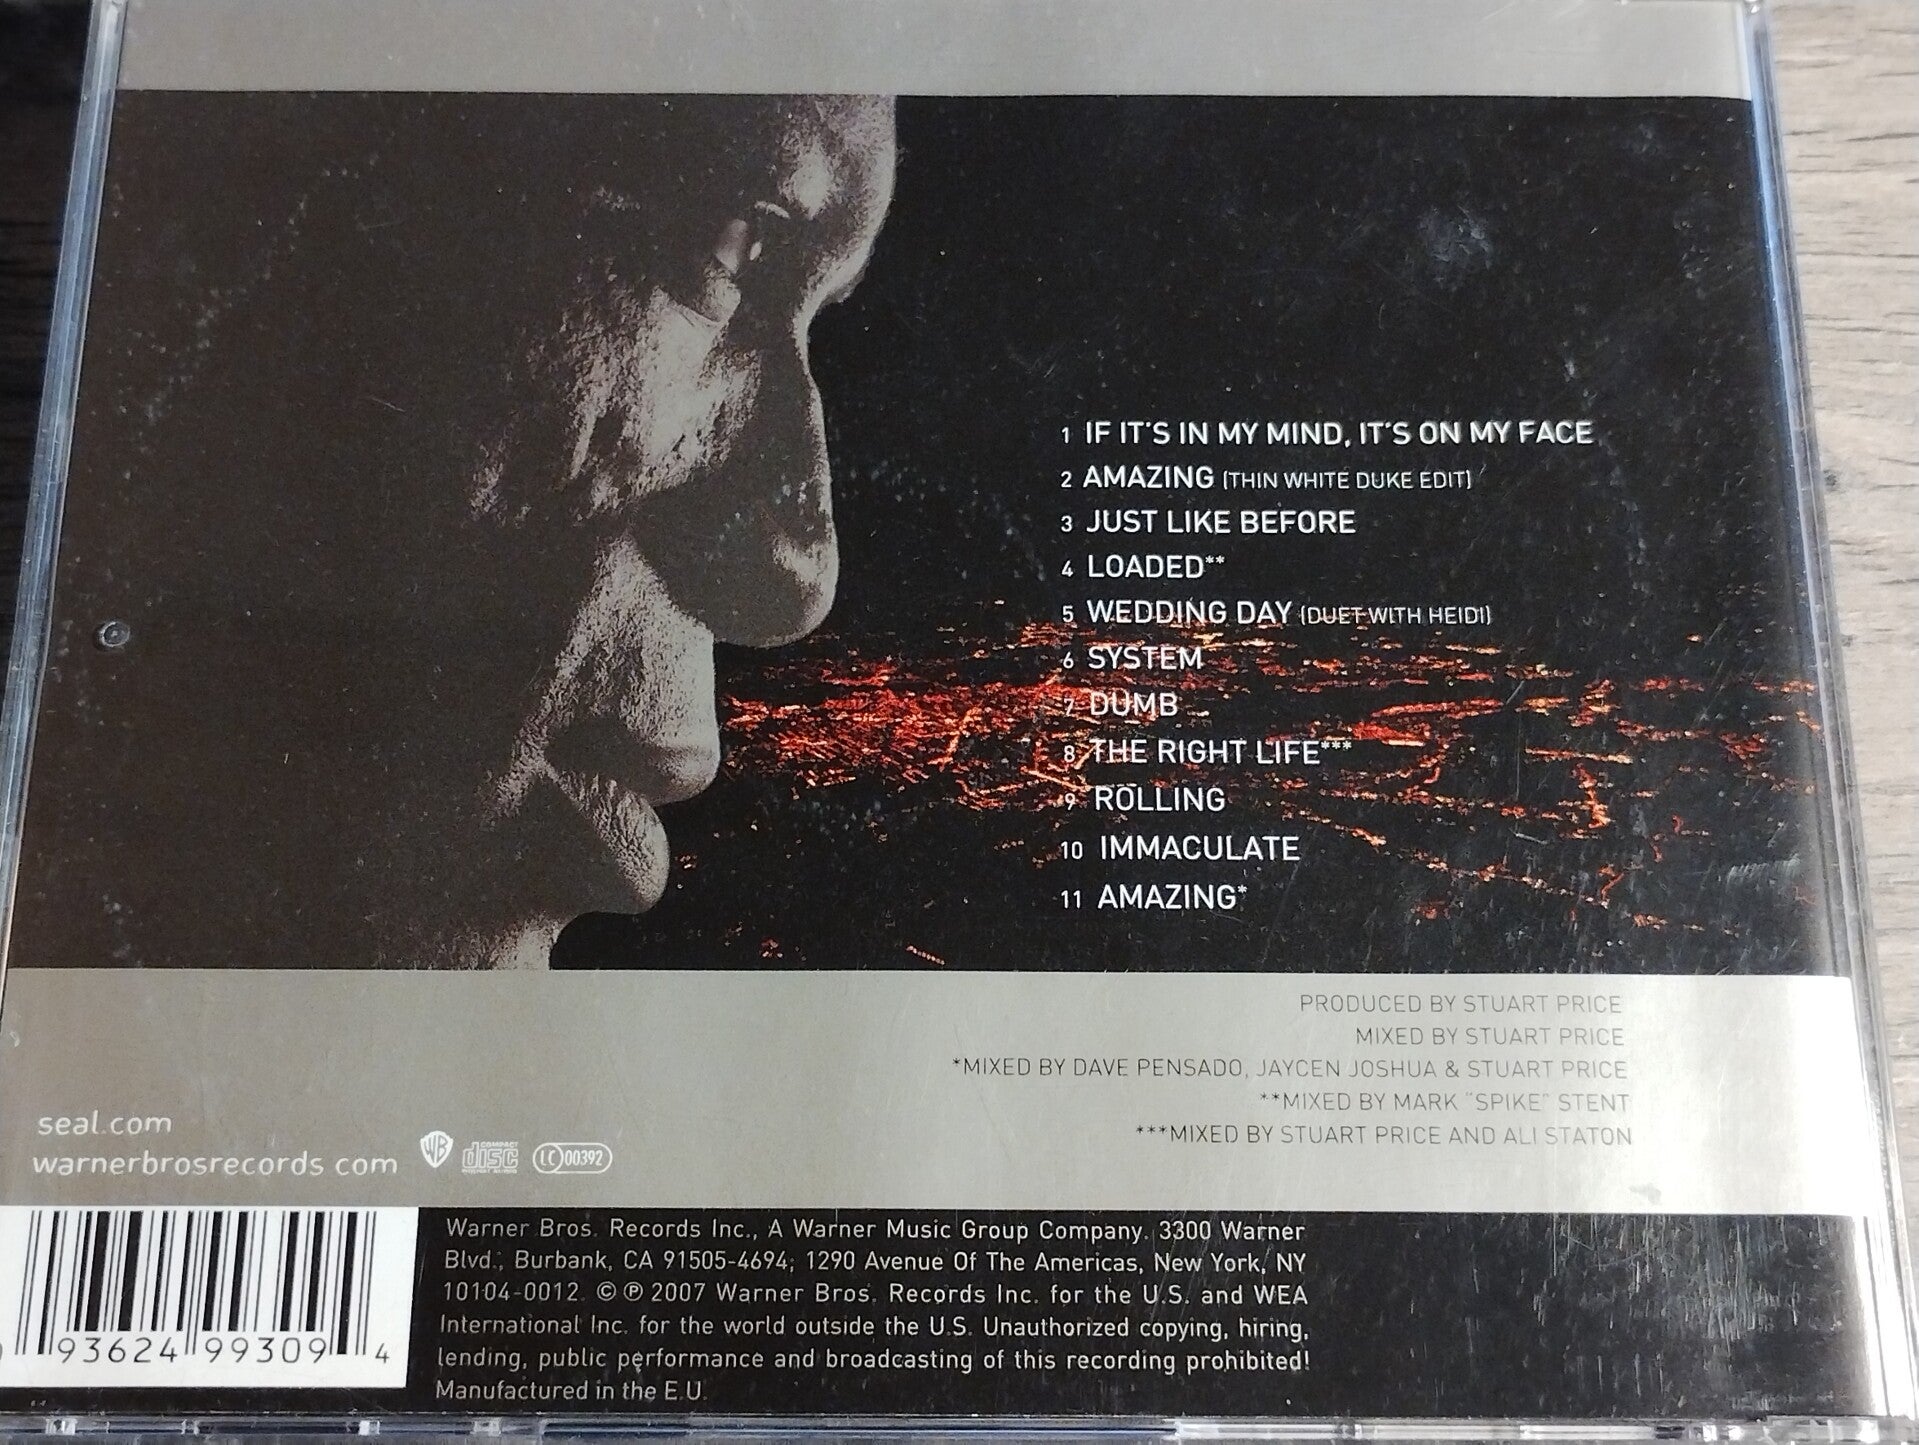 1 IF IT'S IN MY MIND, IT'S ON MY FACE
2 AMAZING (THIN WHITE DUKE EDIT)
3 JUST LIKE BEFORE
4 LOADED**
5 WEDDING DAY (DUET WITH HEIDI)
6 SYSTEM
7 DUMB
8 THE RIGHT LIFE***
9 ROLLING
10 IMMACULATE
11 AMAZING*
PRODUCED BY STUART PRICE
MIXED BY STUART PRICE
*MIXED BY DAVE PENSADO, JAYCEN JOSHUA & STUART PRICE
**MIXED BY MARK "SPIKE" STENT
***MIXED BY STUART PRICE AND ALI STATON
seal.com
warnerbrosrecords.com
WB COMPACT disc LC 00392
Warner Bros. Records Inc., A Warner Music Group Company. 3300 Warner
Blvd., Burbank, CA 91505-4694; 1290 Avenue Of The Americas, New York, NY
10104-0012. © ℗ 2007 Warner Bros. Records Inc. for the U.S. and WEA
International Inc. for the world outside the U.S. Unauthorized copying, hiring,
lending, public performance and broadcasting of this recording prohibited!
Manufactured in the E.U.
93624 99309 4